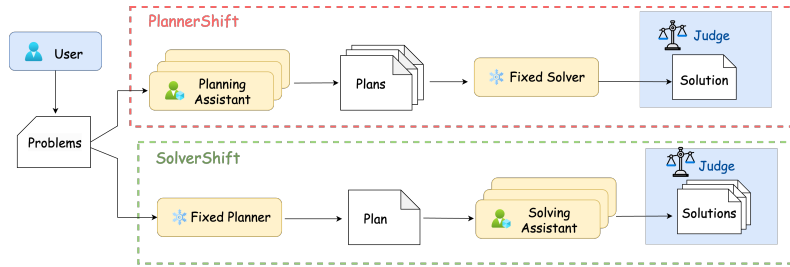 PlannerShift
Judge
User
Planning
Assistant
Plans
Fixed Solver
Solution
Problems
SolverShift
Judge
Fixed Planner
Plan
Solving
Assistant
Solutions